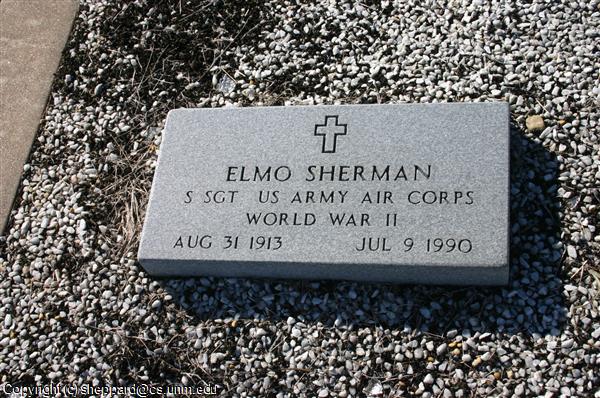 ELMO SHERMAN
S SGT US ARMY AIR CORPS
WORLD WAR II
AUG 31 1913 JUL 9 1990
Copyright (c) sheppard@cs.unm.edu